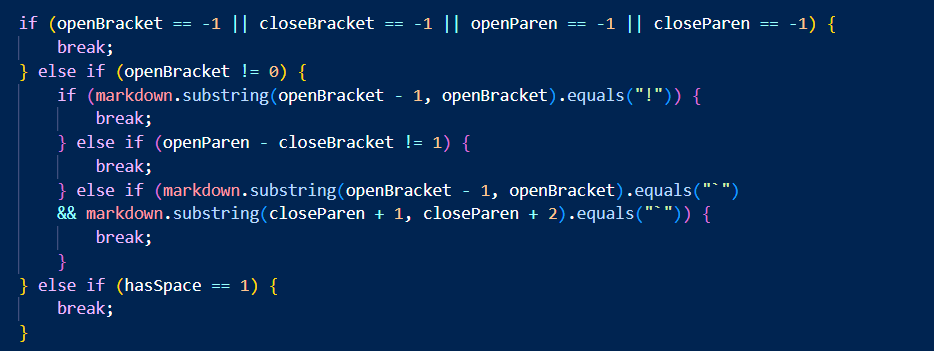 if (openBracket == -1 || closeBracket == -1 || openParen == -1 || closeParen == -1) {
    break;
} else if (openBracket != 0) {
    if (markdown.substring(openBracket - 1, openBracket).equals("!")) {
        break;
    } else if (openParen - closeBracket != 1) {
        break;
    } else if (markdown.substring(openBracket - 1, openBracket).equals("`")
    && markdown.substring(closeParen + 1, closeParen + 2).equals("`")) {
        break;
    }
} else if (hasSpace == 1) {
    break;
}